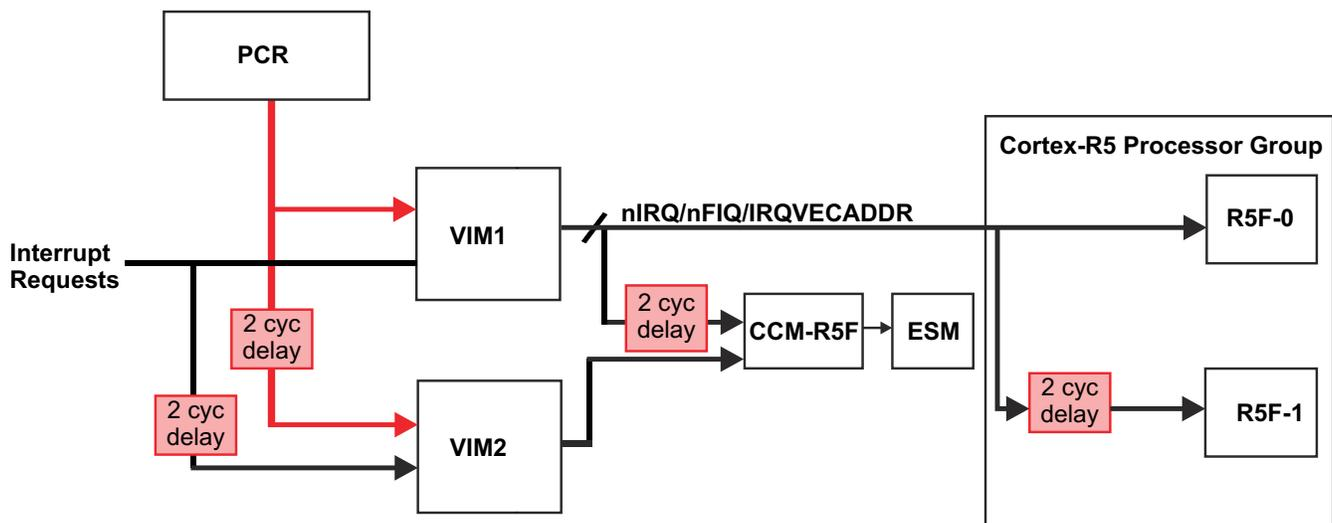 PCR
Cortex-R5 Processor Group
nIRQ/nFIQ/IRQVECADDR
R5F-0
VIM1
Interrupt
Requests
2 cyc
delay
2 cyc
delay
CCM-R5F
ESM
2 cyc
delay
2 cyc
delay
R5F-1
VIM2